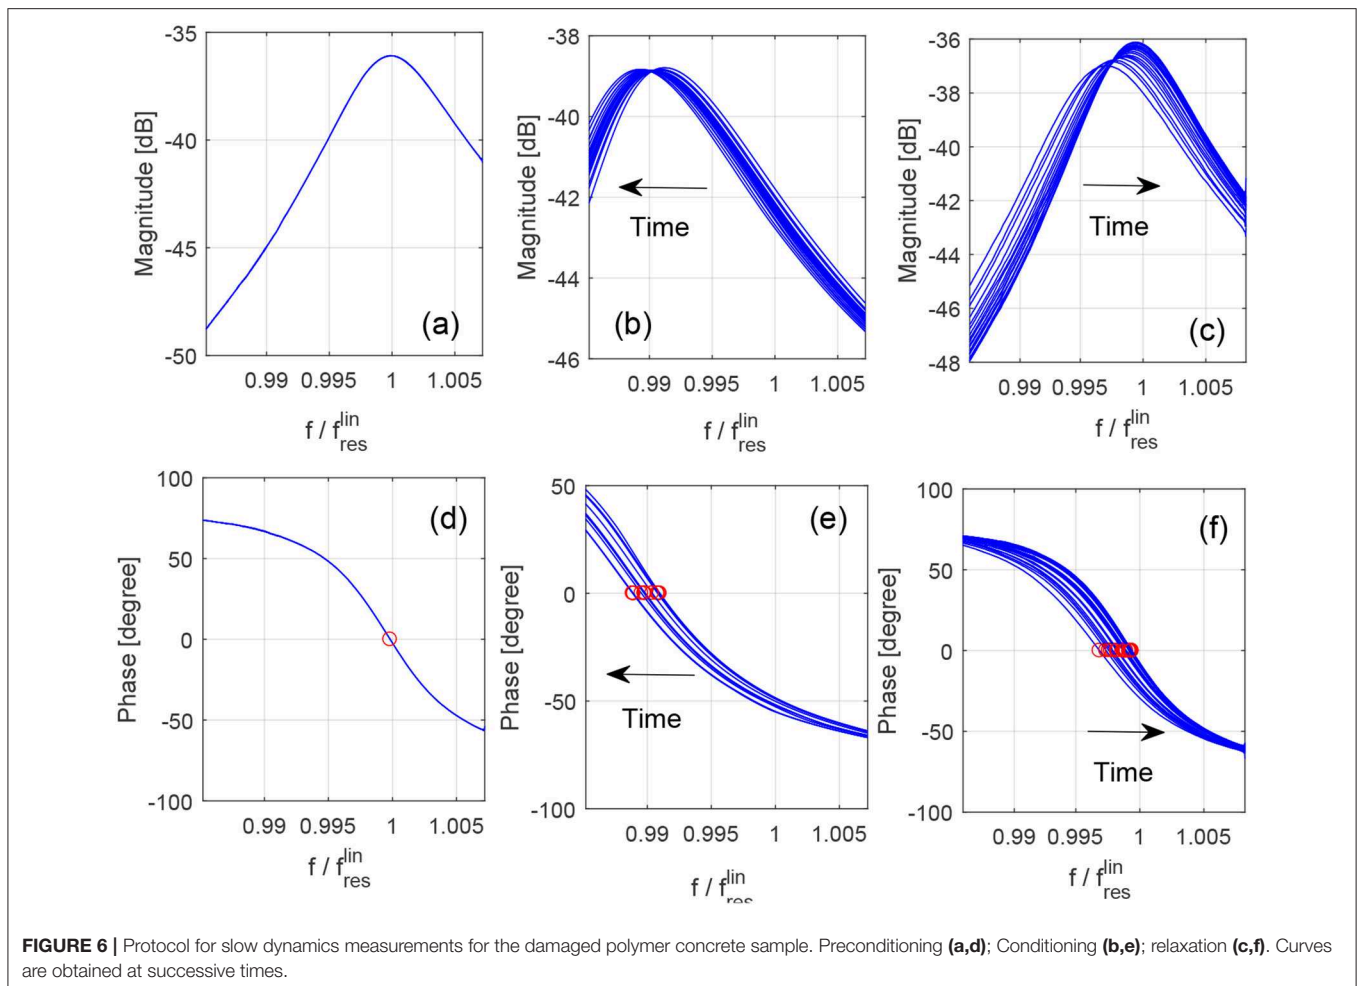 -35
-40
-45
-50
Magnitude [dB]
(a)
0.99 0.995 1 1.005
f / f_res^lin
-38
-40
-42
-44
-46
Magnitude [dB]
Time
(b)
0.99 0.995 1 1.005
f / f_res^lin
-36
-38
-40
-42
-44
-46
-48
Magnitude [dB]
Time
(c)
0.99 0.995 1 1.005
f / f_res^lin
100
50
0
-50
-100
Phase [degree]
(d)
0.99 0.995 1 1.005
f / f_res^lin
50
0
-50
-100
Phase [degree]
(e)
Time
0.99 0.995 1 1.005
f / f_res^lin
100
50
0
-50
-100
Phase [degree]
(f)
Time
0.99 0.995 1 1.005
f / f_res^lin
FIGURE 6 | Protocol for slow dynamics measurements for the damaged polymer concrete sample. Preconditioning (a,d); Conditioning (b,e); relaxation (c,f). Curves
are obtained at successive times.